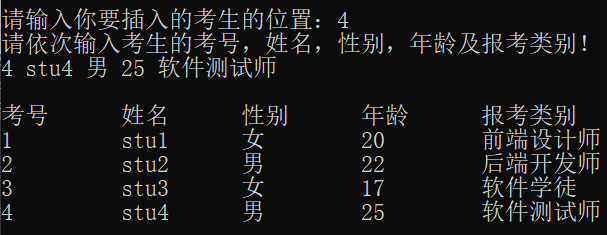 请输入你要插入的考生的位置：4
请依次输入考生的考号，姓名，性别，年龄及报考类别！
4 stu4 男 25 软件测试师
考号 姓名 性别 年龄 报考类别
1 stu1 女 20 前端设计师
2 stu2 男 22 后端开发师
3 stu3 女 17 软件学徒
4 stu4 男 25 软件测试师